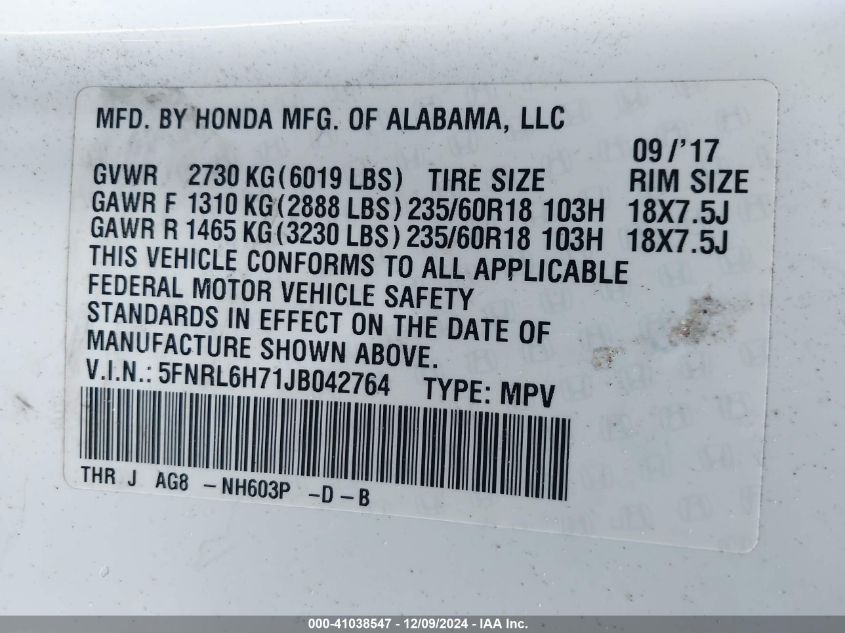 MFD. BY HONDA MFG. OF ALABAMA, LLC
09/'17
GVWR 2730 KG(6019 LBS) TIRE SIZE RIM SIZE
GAWR F 1310 KG(2888 LBS) 235/60R18 103H 18X7.5J
GAWR R 1465 KG(3230 LBS) 235/60R18 103H 18X7.5J
THIS VEHICLE CONFORMS TO ALL APPLICABLE
FEDERAL MOTOR VEHICLE SAFETY
STANDARDS IN EFFECT ON THE DATE OF
MANUFACTURE SHOWN ABOVE.
V.I.N.: 5FNRL6H71JB042764 TYPE: MPV
THR J AG8 -NH603P -D-B
000-41038547 - 12/09/2024 - IAA Inc.